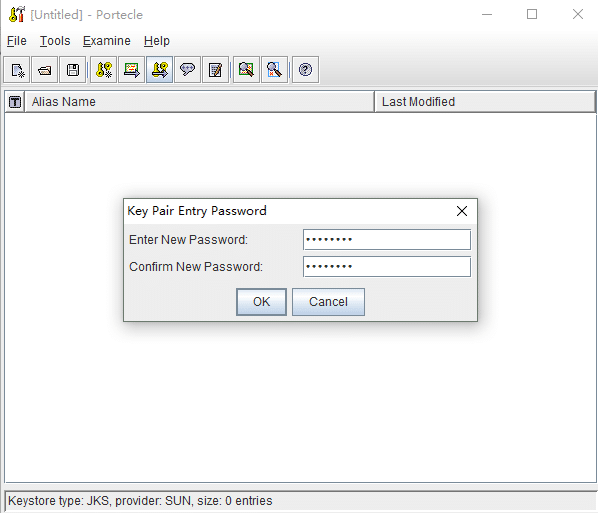 [Untitled] - Portecle
File Tools Examine Help
T Alias Name Last Modified
Key Pair Entry Password
Enter New Password: ••••••••
Confirm New Password: ••••••••
OK Cancel
Keystore type: JKS, provider: SUN, size: 0 entries